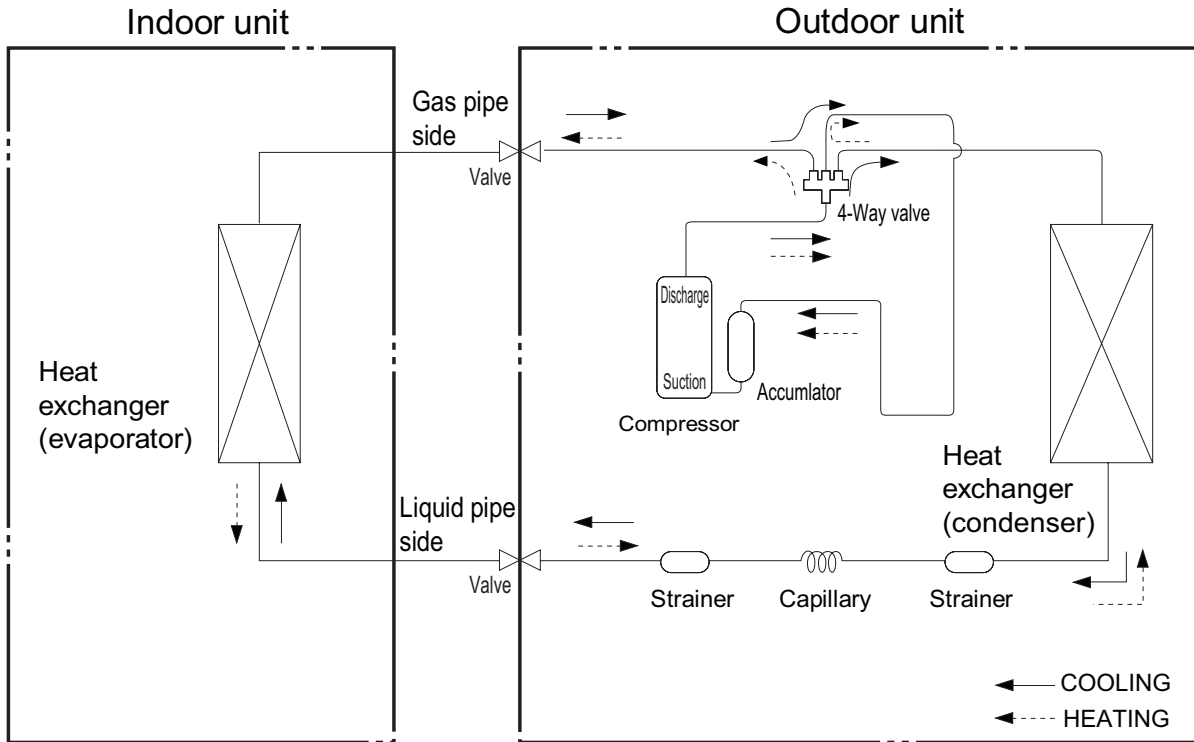 Indoor unit
Outdoor unit
Gas pipe
side
Valve
4-Way valve
Discharge
Suction
Compressor
Accumlator
Heat
exchanger
(evaporator)
Heat
exchanger
(condenser)
Liquid pipe
side
Valve
Strainer
Capillary
Strainer
COOLING
HEATING